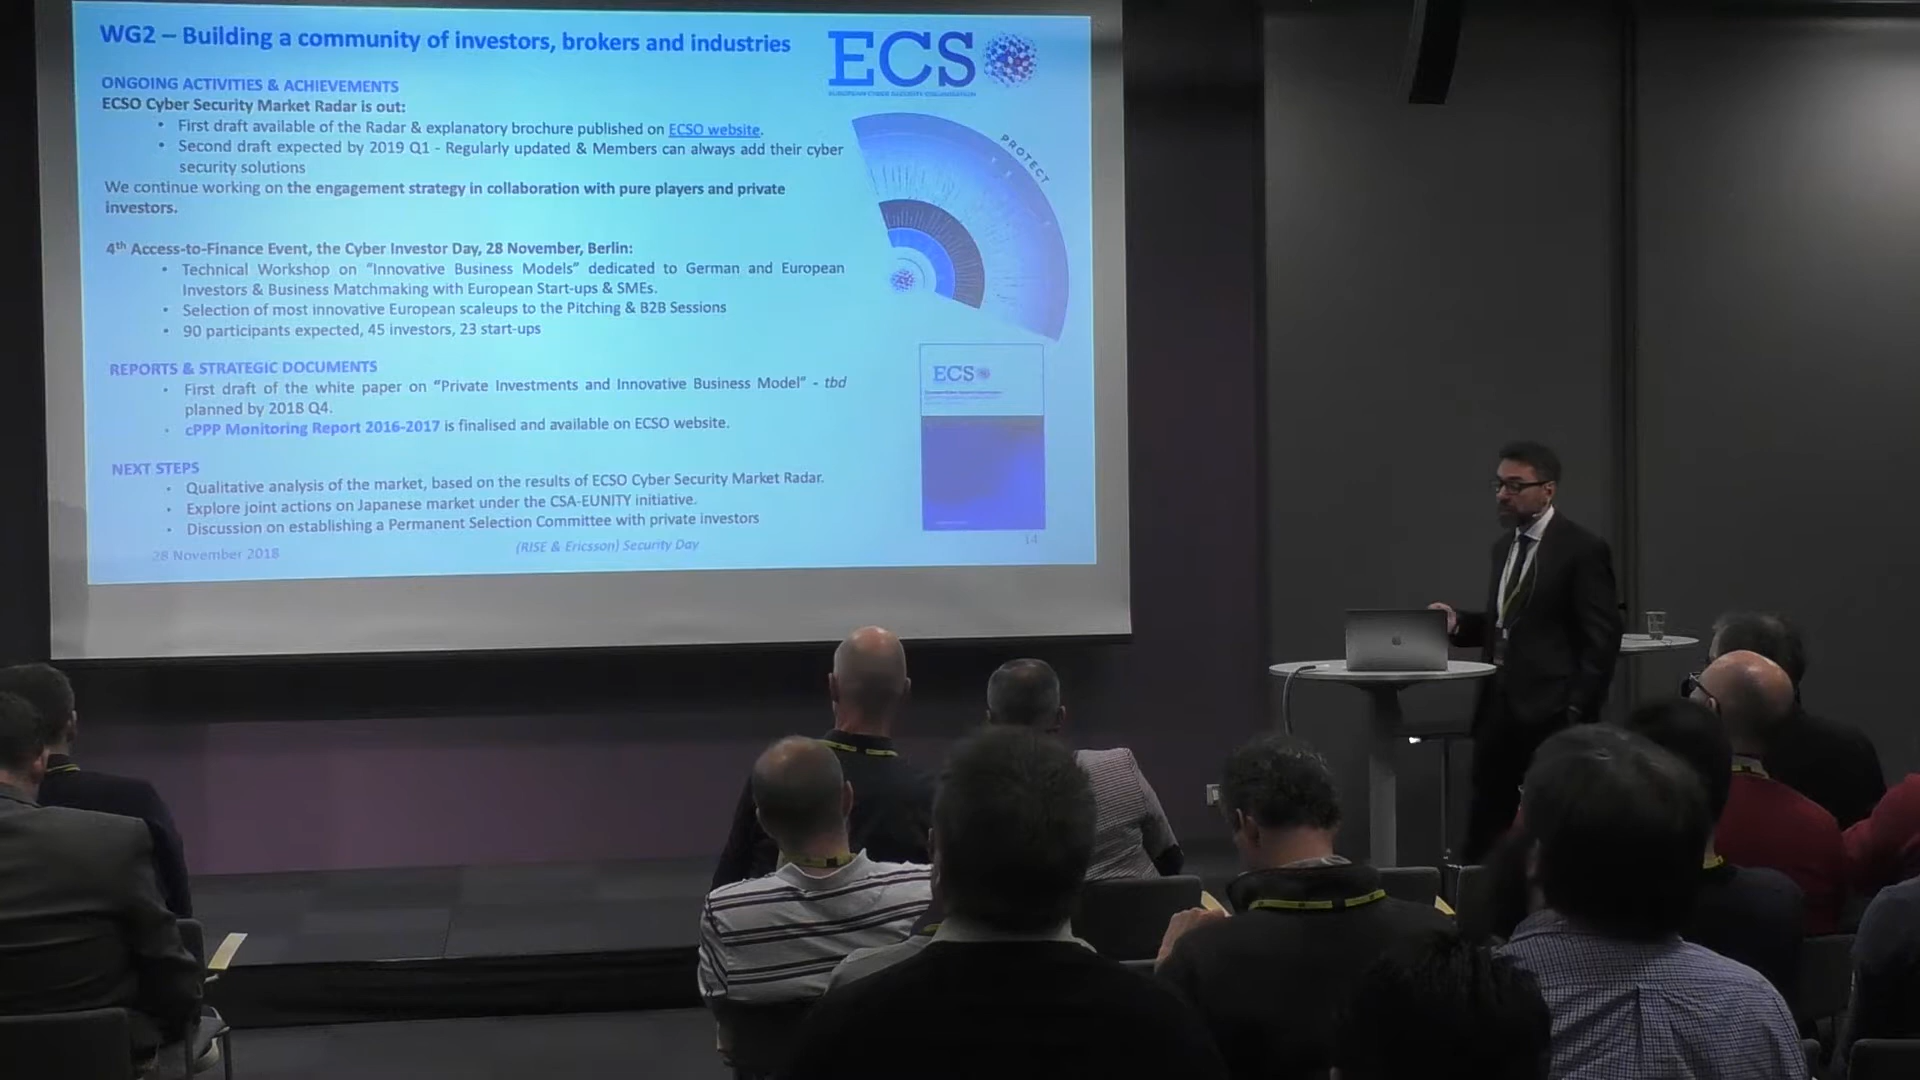 WG2 – Building a community of investors, brokers and industries
ECS
EUROPEAN CYBER SECURITY ORGANISATION
ONGOING ACTIVITIES & ACHIEVEMENTS
ECSO Cyber Security Market Radar is out:
• First draft available of the Radar & explanatory brochure published on ECSO website.
• Second draft expected by 2019 Q1 - Regularly updated & Members can always add their cyber
security solutions
We continue working on the engagement strategy in collaboration with pure players and private
investors.
PROTECT
4th Access-to-Finance Event, the Cyber Investor Day, 28 November, Berlin:
• Technical Workshop on “Innovative Business Models” dedicated to German and European
Investors & Business Matchmaking with European Start-ups & SMEs.
• Selection of most innovative European scaleups to the Pitching & B2B Sessions
• 90 participants expected, 45 investors, 23 start-ups
REPORTS & STRATEGIC DOCUMENTS
• First draft of the white paper on “Private Investments and Innovative Business Model” - tbd
planned by 2018 Q4.
• cPPP Monitoring Report 2016-2017 is finalised and available on ECSO website.
ECS
NEXT STEPS
• Qualitative analysis of the market, based on the results of ECSO Cyber Security Market Radar.
• Explore joint actions on Japanese market under the CSA-EUNITY initiative.
• Discussion on establishing a Permanent Selection Committee with private investors
28 November 2018
(RISE & Ericsson) Security Day
14